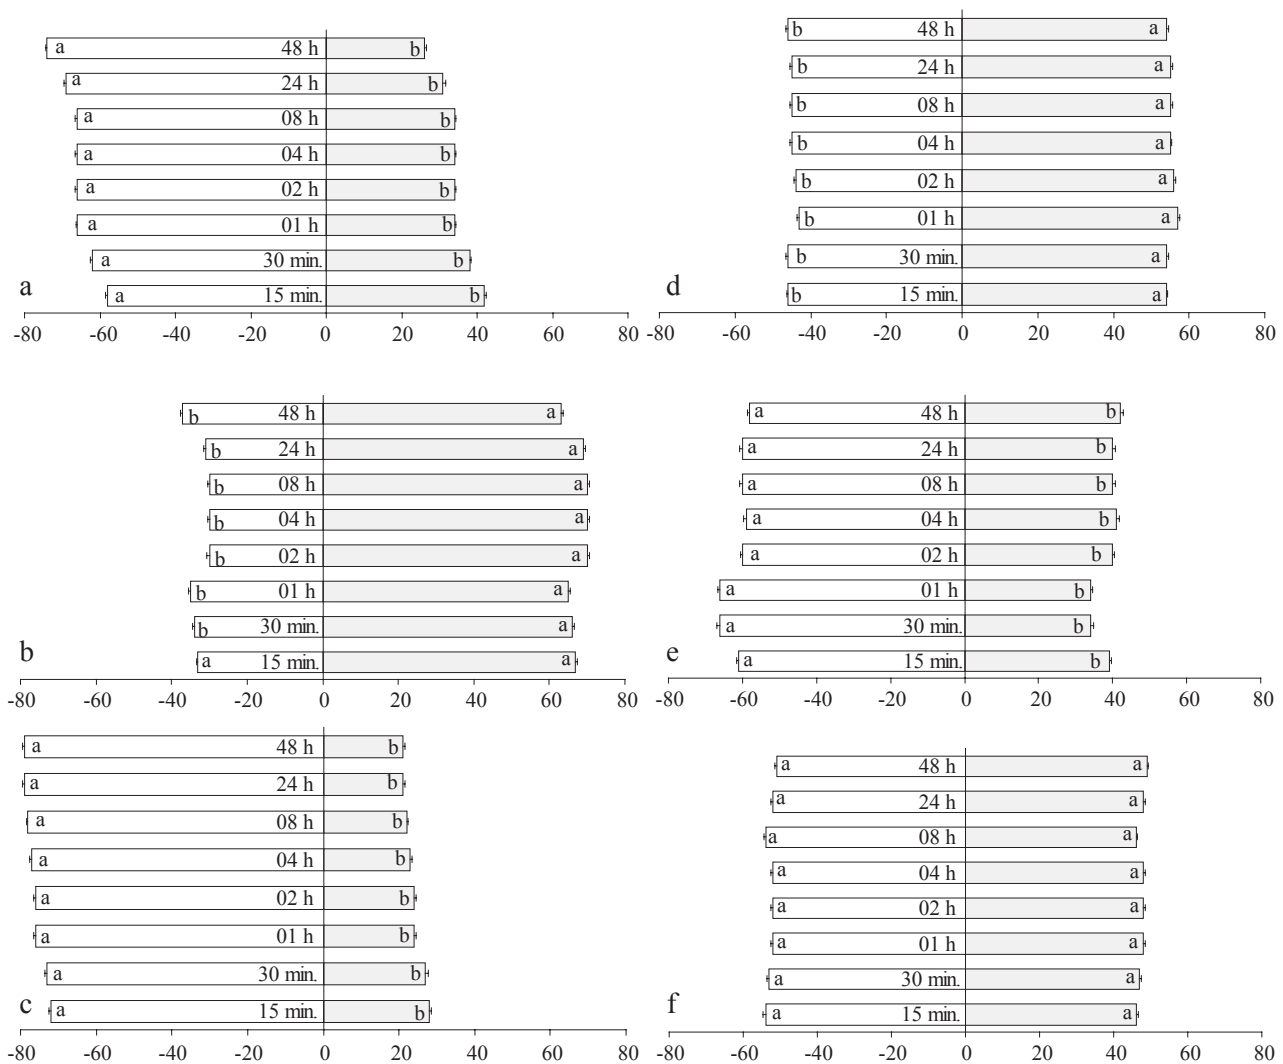 a 48 h b
a 24 h b
a 08 h b
a 04 h b
a 02 h b
a 01 h b
a 30 min. b
a 15 min. b
a
-80 -60 -40 -20 0 20 40 60 80
b 48 h a
b 24 h a
b 08 h a
b 04 h a
b 02 h a
b 01 h a
b 30 min. a
a 15 min. a
b
-80 -60 -40 -20 0 20 40 60 80
a 48 h b
a 24 h b
a 08 h b
a 04 h b
a 02 h b
a 01 h b
a 30 min. b
a 15 min. b
c
-80 -60 -40 -20 0 20 40 60 80
b 48 h a
b 24 h a
b 08 h a
b 04 h a
b 02 h a
b 01 h a
b 30 min. a
b 15 min. a
d
-80 -60 -40 -20 0 20 40 60 80
a 48 h b
a 24 h b
a 08 h b
a 04 h b
a 02 h b
a 01 h b
a 30 min. b
a 15 min. b
e
-80 -60 -40 -20 0 20 40 60 80
a 48 h a
a 24 h a
a 08 h a
a 04 h a
a 02 h a
a 01 h a
a 30 min. a
a 15 min. a
f
-80 -60 -40 -20 0 20 40 60 80